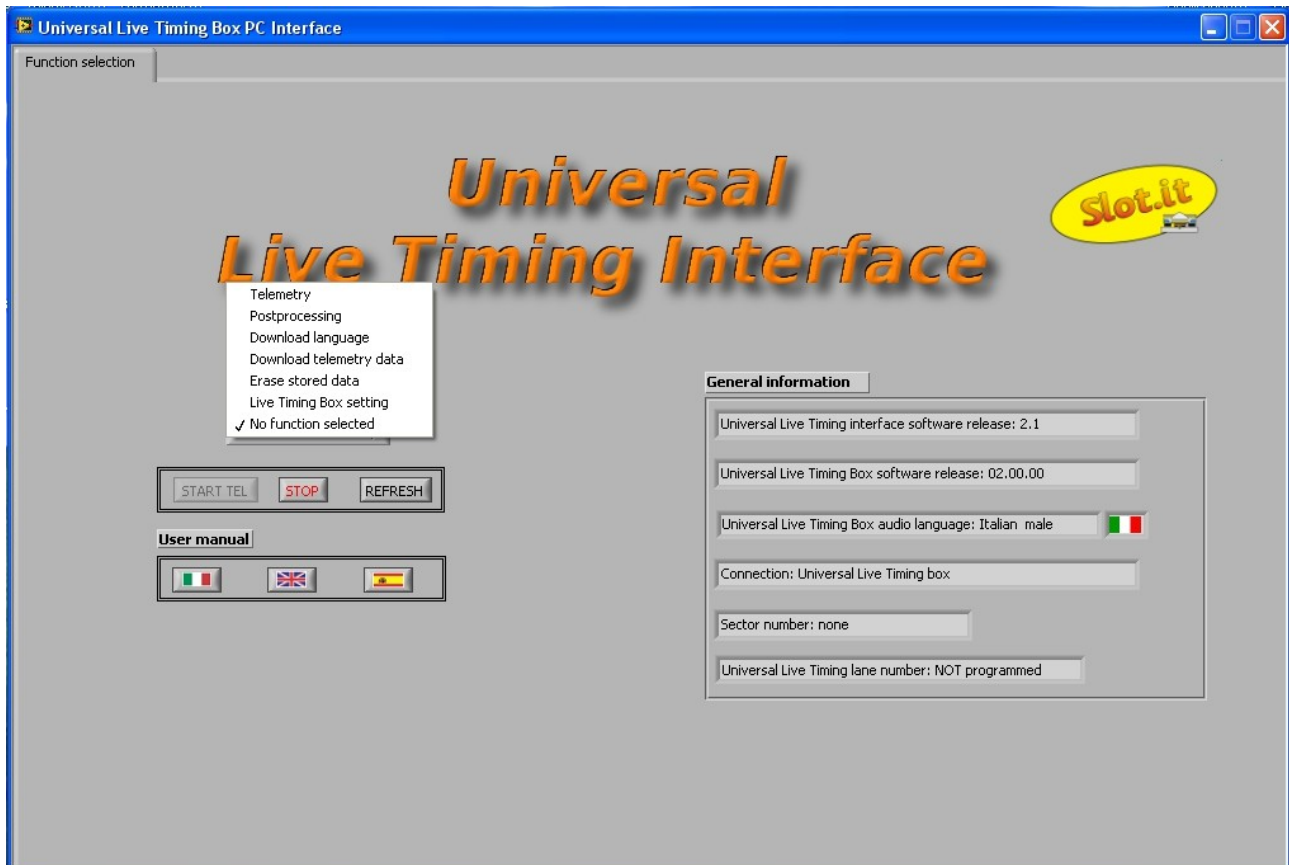 Universal Live Timing Box PC Interface
Function selection
Universal
Live Timing Interface
Slot.it
Telemetry
Postprocessing
Download language
Download telemetry data
Erase stored data
Live Timing Box setting
✓ No function selected
START TEL STOP REFRESH
User manual
General information
Universal Live Timing interface software release: 2.1
Universal Live Timing Box software release: 02.00.00
Universal Live Timing Box audio language: Italian male
Connection: Universal Live Timing box
Sector number: none
Universal Live Timing lane number: NOT programmed